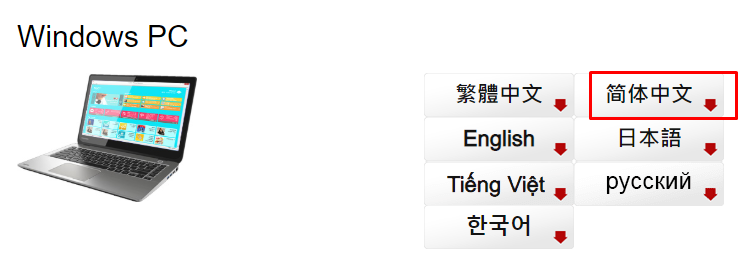 Windows PC
繁體中文
简体中文
English
日本語
Tiếng Việt
русский
한국어